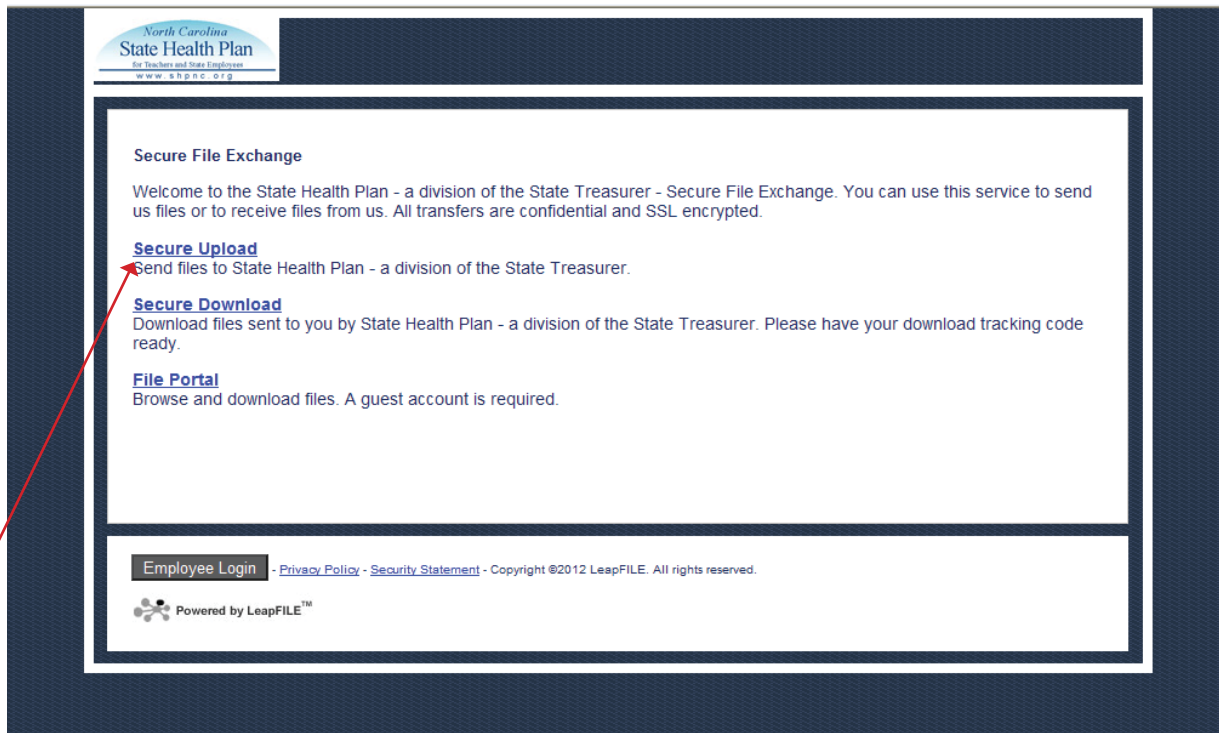 North Carolina
State Health Plan
for Teachers and State Employees
www.shpnc.org
Secure File Exchange
Welcome to the State Health Plan - a division of the State Treasurer - Secure File Exchange. You can use this service to send
us files or to receive files from us. All transfers are confidential and SSL encrypted.
Secure Upload
Send files to State Health Plan - a division of the State Treasurer.
Secure Download
Download files sent to you by State Health Plan - a division of the State Treasurer. Please have your download tracking code
ready.
File Portal
Browse and download files. A guest account is required.
Employee Login - Privacy Policy - Security Statement - Copyright ©2012 LeapFILE. All rights reserved.
Powered by LeapFILE™